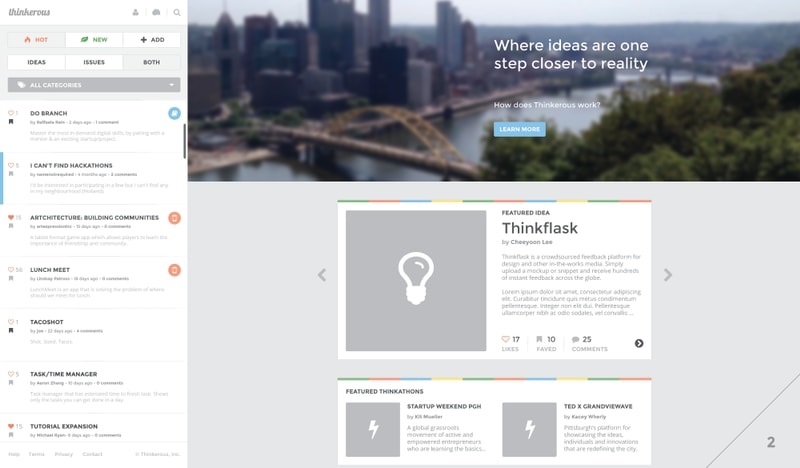 thinkerous
HOT
NEW
ADD
IDEAS
ISSUES
BOTH
ALL CATEGORIES
1
DO BRANCH
by Raffaela Rein • 2 days ago • 1 comment
Master the most in-demand digital skills by pairing with a
mentor & an exciting startup/project
3
I CAN'T FIND HACKATHONS
by nameisrequired • 4 months ago • 2 comments
I'd be interested in participating in a few but I can't find any
in my neighbourhood (Holland)
15
ARTCHITECTURE: BUILDING COMMUNITIES
by artexproductio • 15 days ago • 0 comments
A Social format game app which allows players to learn the
importance of friendship and community.
56
LUNCH MEET
by Lindsay Patross • 18 days ago • 0 comments
LunchMeet is an app that is solving the problem of where
should we meet for lunch.
1
TACOSHOT
by joe • 22 days ago • 4 comments
Shot. Solid. Tacos.
5
TASK/TIME MANAGER
by Aaron Zhang • 10 days ago • 0 comments
Task manager that has estimated time to finish task. Shows
only the tasks you can get done in a day.
15
TUTORIAL EXPANSION
by Michael Ryan • 6 days ago • 0 comments
Help Terms Privacy Contact © Thinkerous, Inc.
Where ideas are one
step closer to reality
How does Thinkerous work?
LEARN MORE
FEATURED IDEA
Thinkflask
by Cheeyoon Lee
Thinkflask is a crowdsourced feedback platform for
design and other in-the-works media. Simply
upload a mockup or snippet and receive hundreds
of instant feedback across the globe.
Lorem ipsum dolor sit amet, consectetur adipiscing
elit. Curabitur tincidunt quis metus condimentum
pellentesque. Integer non elit dui. Pellentesque
ullamcorper nibh ac odio sodales, vel convallis ...
17 10 25
LIKES FAVED COMMENTS
FEATURED THINKATHONS
STARTUP WEEKEND PGH
by Kit Mueller
A global grassroots
movement of active and
empowered entrepreneurs
who are learning the basics...
TED X GRANDVIEWAVE
by Kacey Wherly
Pittsburgh's platform for
showcasing the ideas,
individuals and innovations
that are redefining the city.
2